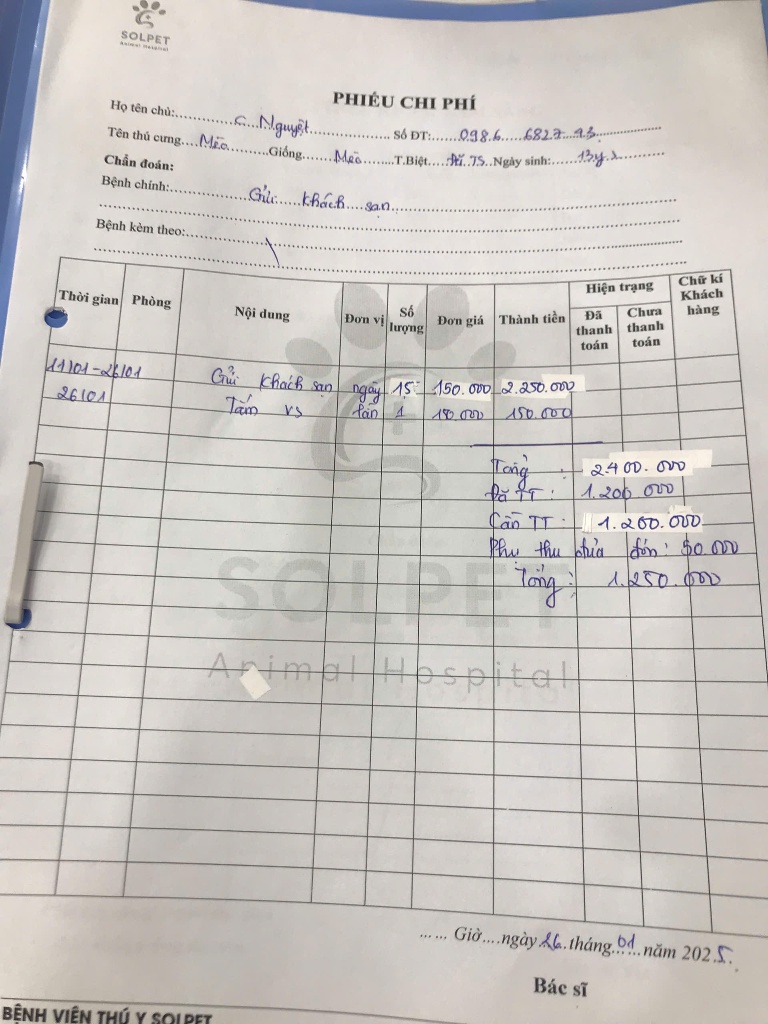 SOLPET
Animal Hospital
PHIẾU CHI PHÍ
Họ tên chủ: C. Nguyệt Số ĐT: 098.6 6827 93
Tên thú cưng Mèo Giống Mèo T.Biệt Ngày sinh: 13y
Chẩn đoán:
Bệnh chính: Gửi khách sạn
Bệnh kèm theo:
Thời gian Phòng Nội dung Đơn vị Số lượng Đơn giá Thành tiền Hiện trạng Đã thanh toán Chưa thanh toán Chữ kí Khách hàng
11/01-26/01 Gửi khách sạn ngày 15 150.000 2.250.000
26/01 Tắm vs lần 1 150.000 150.000
Tổng : 2.400.000
Đã TT : 1.200 000
Cần TT : 1.200.000
Phụ thu đưa đón: 50.000
Tổng: 1.250.000
SOLPET
Animal Hospital
Giờ ngày 26 tháng 01 năm 2025
Bác sĩ
BỆNH VIỆN THÚ Y SOLPET